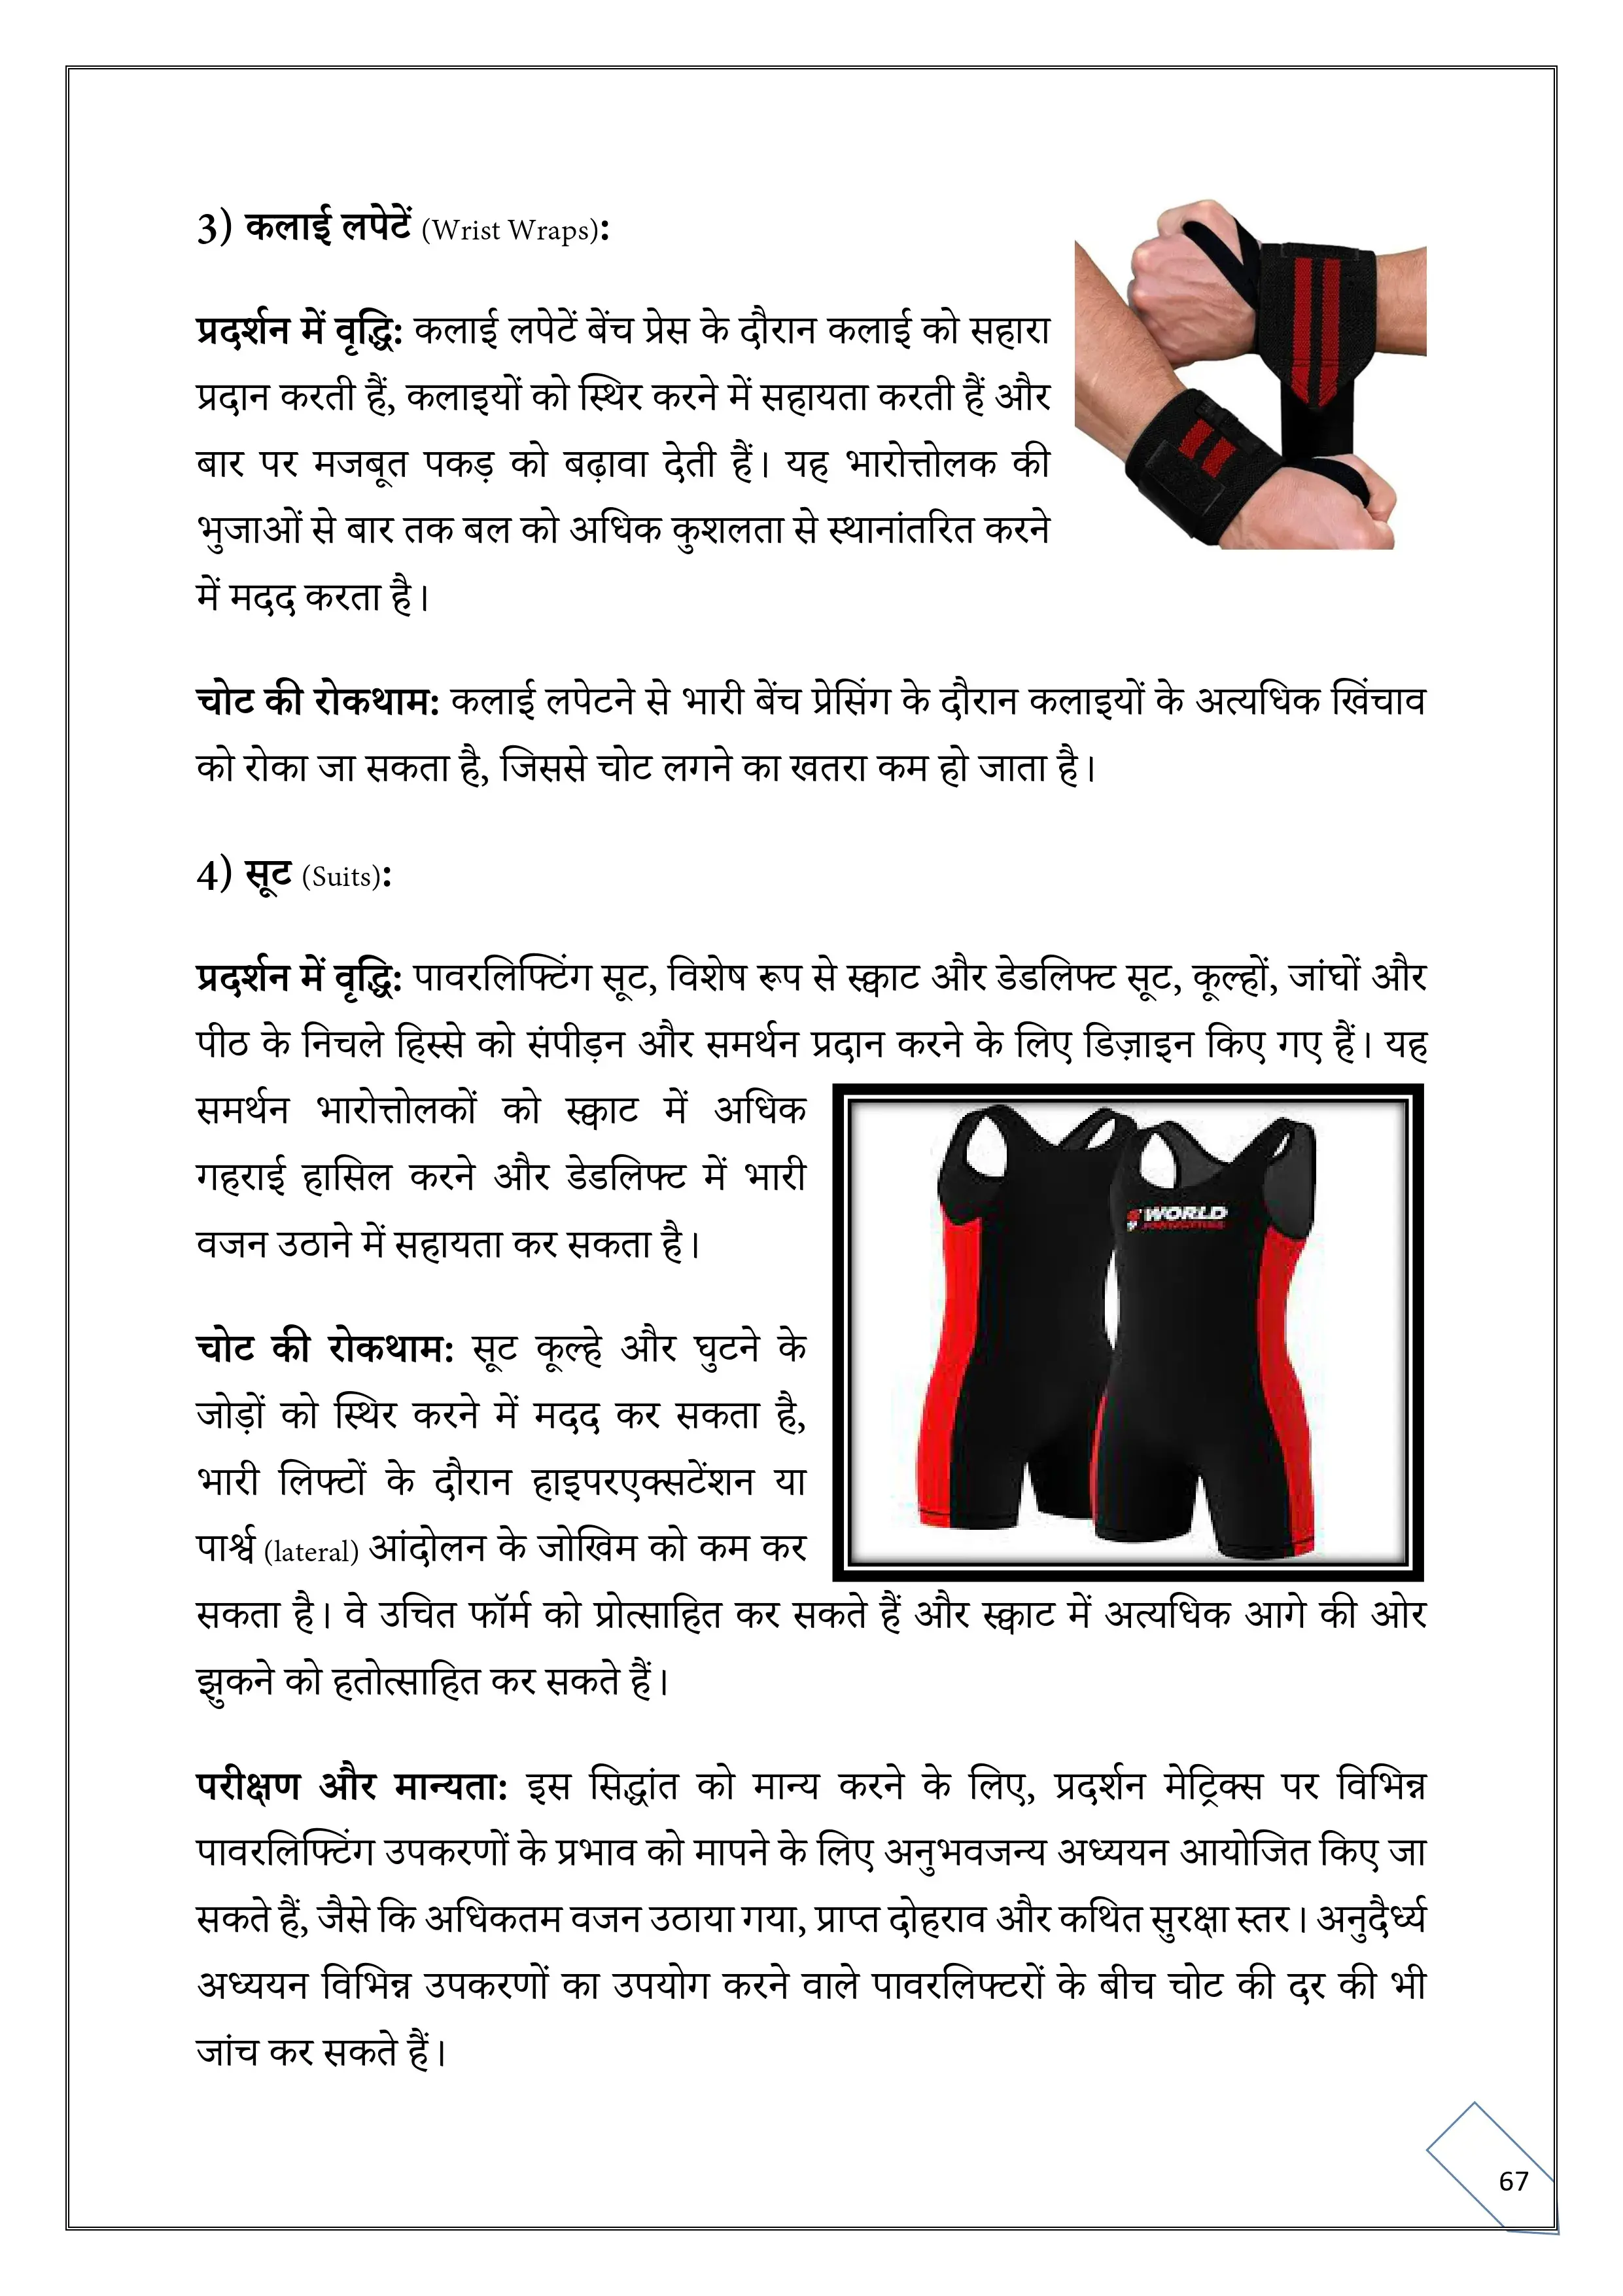 3) कलाई लपेटें (Wrist Wraps):
प्रदर्शन में वृद्धि: कलाई लपेटें बेंच प्रेस के दौरान कलाई को सहारा
प्रदान करती हैं, कलाइयों को स्थिर करने में सहायता करती हैं और
बार पर मजबूत पकड़ को बढ़ावा देती हैं। यह भारोत्तोलक की
भुजाओं से बार तक बल को अधिक कुशलता से स्थानांतरित करने
में मदद करता है।
चोट की रोकथाम: कलाई लपेटने से भारी बेंच प्रेसिंग के दौरान कलाइयों के अत्यधिक खिंचाव
को रोका जा सकता है, जिससे चोट लगने का खतरा कम हो जाता है।
4) सूट (Suits):
प्रदर्शन में वृद्धि: पावरलिफ्टिंग सूट, विशेष रूप से स्क्वाट और डेडलिफ्ट सूट, कूल्हों, जांघों और
पीठ के निचले हिस्से को संपीड़न और समर्थन प्रदान करने के लिए डिज़ाइन किए गए हैं। यह
समर्थन भारोत्तोलकों को स्क्वाट में अधिक
गहराई हासिल करने और डेडलिफ्ट में भारी
वजन उठाने में सहायता कर सकता है।
WORLD
चोट की रोकथाम: सूट कूल्हे और घुटने के
जोड़ों को स्थिर करने में मदद कर सकता है,
भारी लिफ्टों के दौरान हाइपरएक्सटेंशन या
पार्श्व (lateral) आंदोलन के जोखिम को कम कर
सकता है। वे उचित फॉर्म को प्रोत्साहित कर सकते हैं और स्क्वाट में अत्यधिक आगे की ओर
झुकने को हतोत्साहित कर सकते हैं।
परीक्षण और मान्यता: इस सिद्धांत को मान्य करने के लिए, प्रदर्शन मेट्रिक्स पर विभिन्न
पावरलिफ्टिंग उपकरणों के प्रभाव को मापने के लिए अनुभवजन्य अध्ययन आयोजित किए जा
सकते हैं, जैसे कि अधिकतम वजन उठाया गया, प्राप्त दोहराव और कथित सुरक्षा स्तर। अनुदैर्ध्य
अध्ययन विभिन्न उपकरणों का उपयोग करने वाले पावरलिफ्टरों के बीच चोट की दर की भी
जांच कर सकते हैं।
67